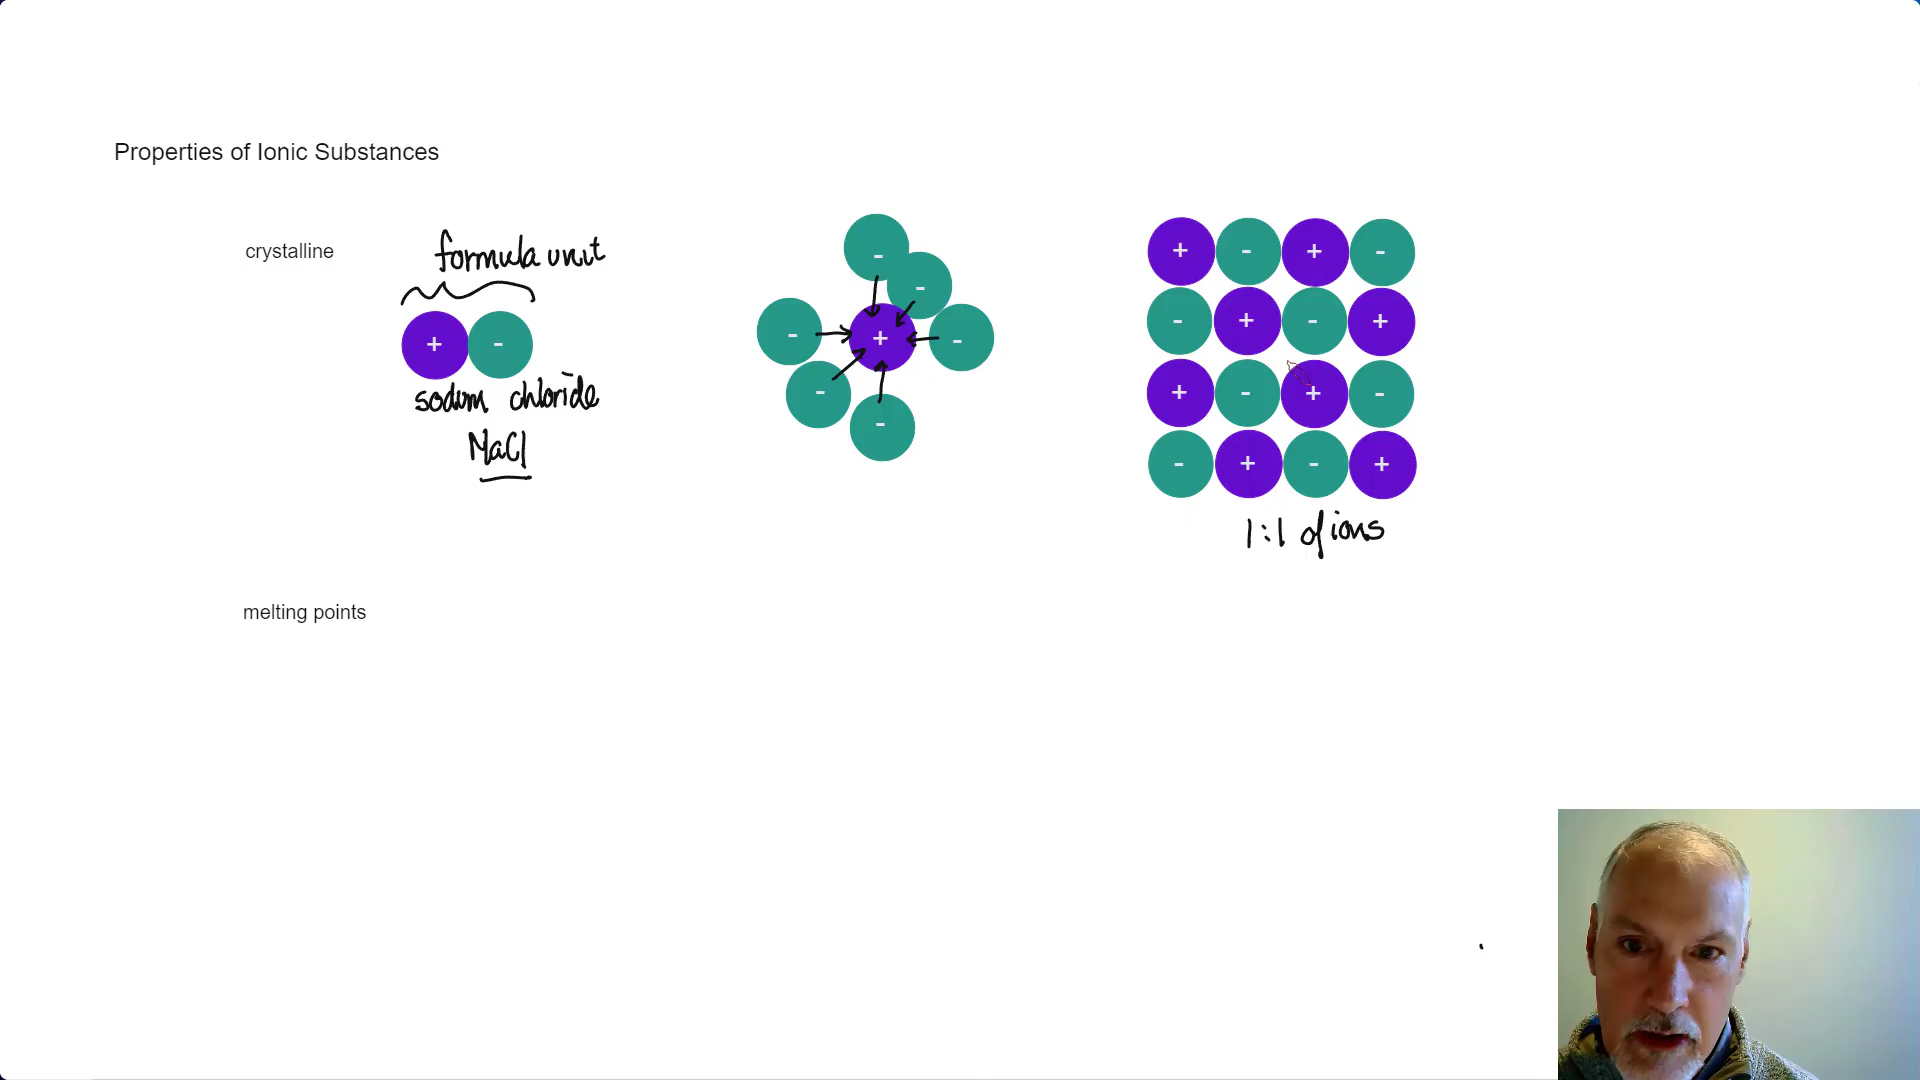 Properties of Ionic Substances
crystalline
formula unit
+ -
sodium chloride
NaCl
-
-
- + -
-
-
+ - + -
- + - +
+ - + -
- + - +
1:1 of ions
melting points